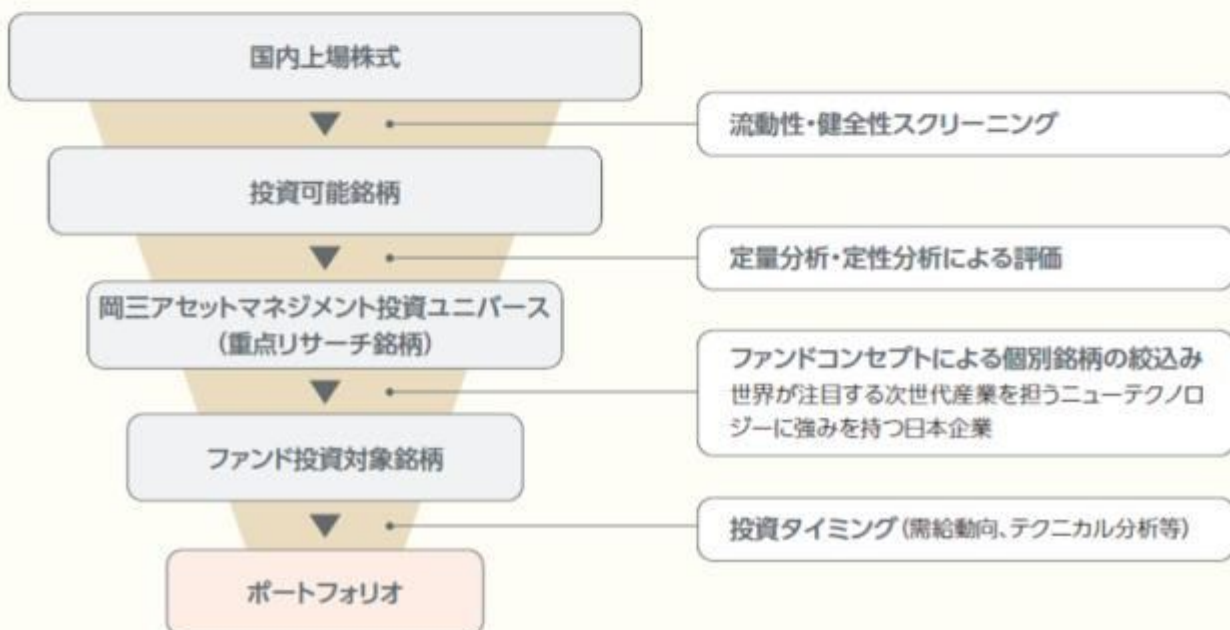 国内上場株式
流動性・健全性スクリーニング
投資可能銘柄
定量分析・定性分析による評価
岡三アセットマネジメント投資ユニバース
(重点リサーチ銘柄)
ファンドコンセプトによる個別銘柄の絞込み
世界が注目する次世代産業を担うニューテクノロ
ジーに強みを持つ日本企業
ファンド投資対象銘柄
投資タイミング(需給動向、テクニカル分析等)
ポートフォリオ